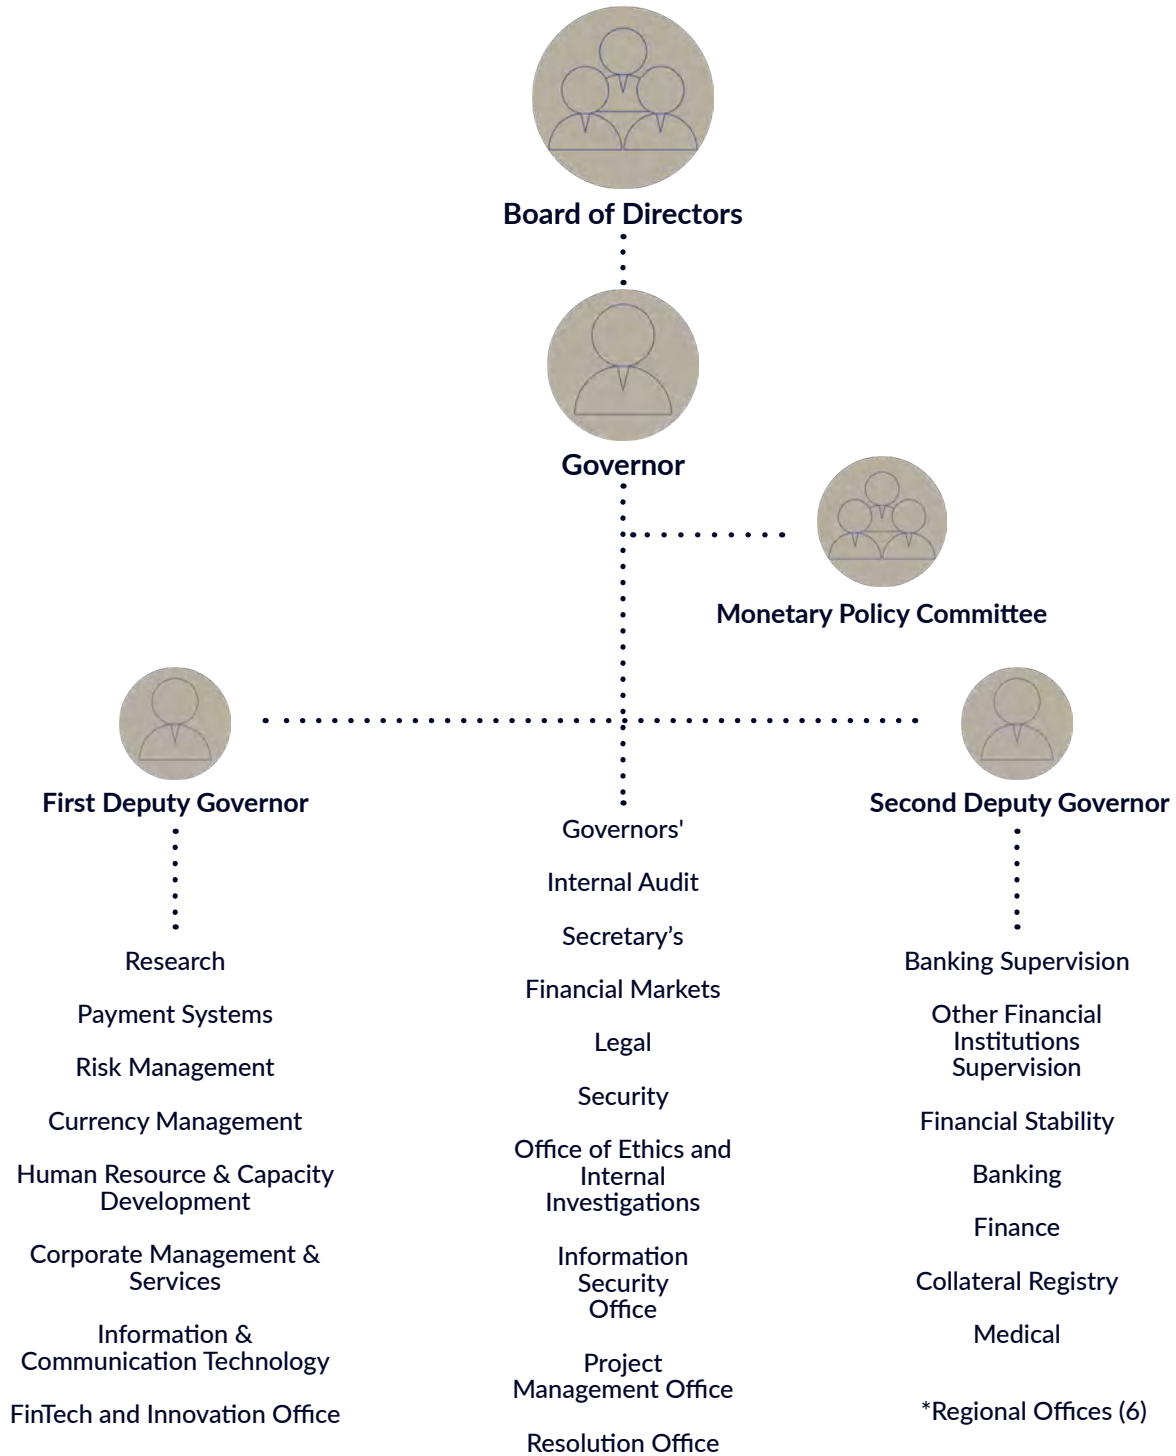 Board of Directors
Governor
Monetary Policy Committee
First Deputy Governor
Research
Payment Systems
Risk Management
Currency Management
Human Resource & Capacity
Development
Corporate Management &
Services
Information &
Communication Technology
FinTech and Innovation Office
Governors'
Internal Audit
Secretary’s
Financial Markets
Legal
Security
Office of Ethics and
Internal
Investigations
Information
Security
Office
Project
Management Office
Resolution Office
Second Deputy Governor
Banking Supervision
Other Financial
Institutions
Supervision
Financial Stability
Banking
Finance
Collateral Registry
Medical
*Regional Offices (6)